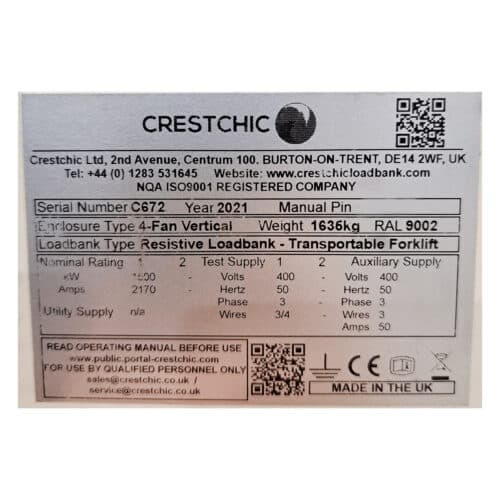 CRESTCHIC
Crestchic Ltd, 2nd Avenue, Centrum 100. BURTON-ON-TRENT, DE14 2WF, UK
Tel: +44 (0) 1283 531645 Website: www.crestchicloadbank.com
NQA ISO9001 REGISTERED COMPANY
Serial Number C672 Year 2021 Manual Pin
Enclosure Type 4-Fan Vertical Weight 1636kg RAL 9002
Loadbank Type Resistive Loadbank - Transportable Forklift
Nominal Rating 1 2 Test Supply 1 2 Auxiliary Supply
kW 1500 Volts 400 Volts 400
Amps 2170 Hertz 50 Hertz 50
Phase 3 Phase 3
Utility Supply n/a Wires 3/4 Wires 3
Amps 50
READ OPERATING MANUAL BEFORE USE
www.public.portal-crestchic.com
FOR USE BY QUALIFIED PERSONNEL ONLY
sales@crestchic.co.uk /
service@crestchic.co.uk
UK CA CE
MADE IN THE UK